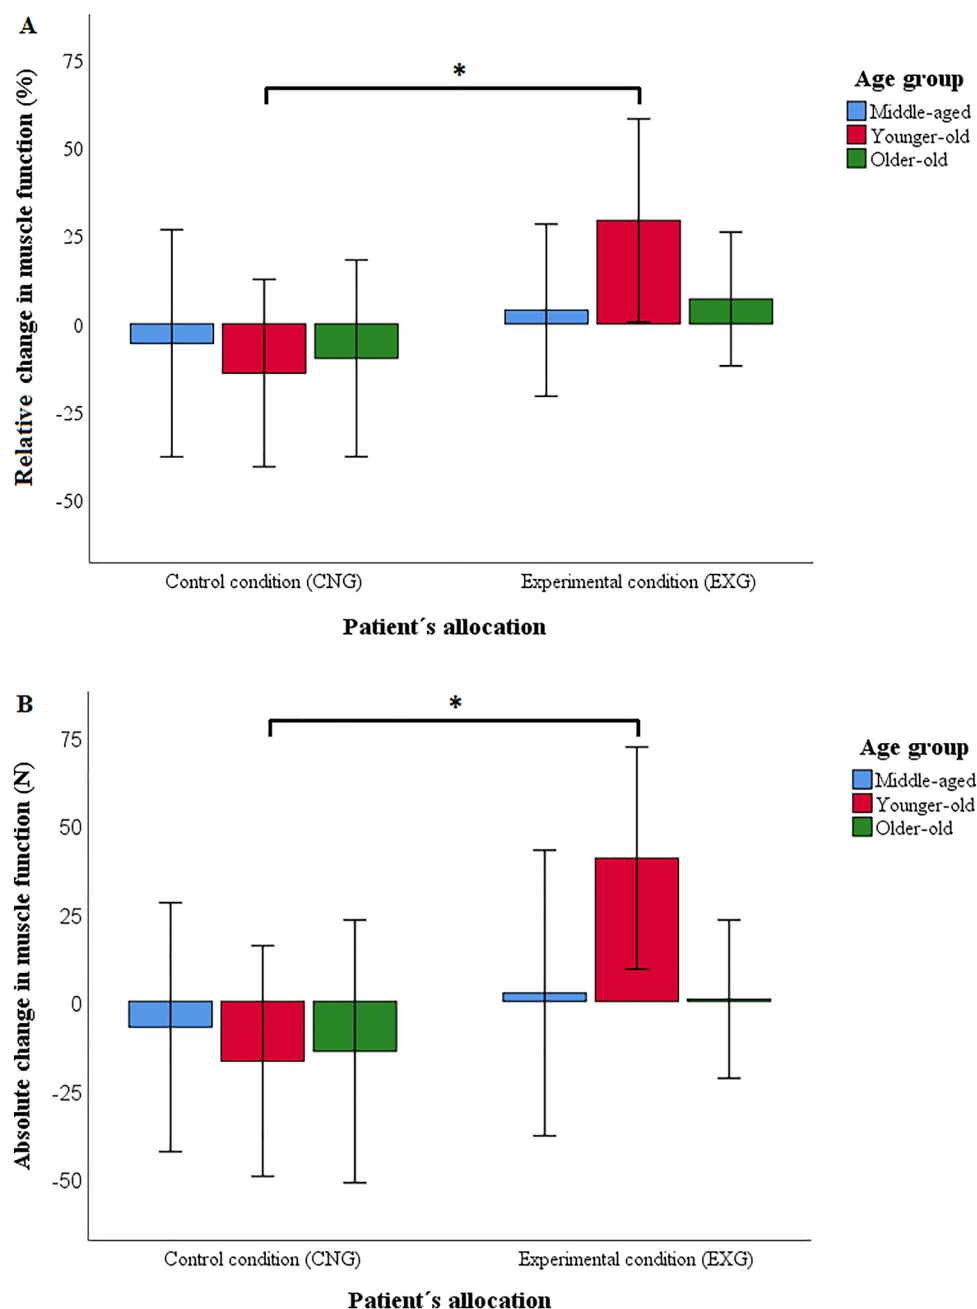 A
*
Relative change in muscle function (%)
75
50
25
0
-25
-50
Age group
Middle-aged
Younger-old
Older-old
Control condition (CNG)
Experimental condition (EXG)
Patient´s allocation
B
*
Absolute change in muscle function (N)
75
50
25
0
-25
-50
Age group
Middle-aged
Younger-old
Older-old
Control condition (CNG)
Experimental condition (EXG)
Patient´s allocation